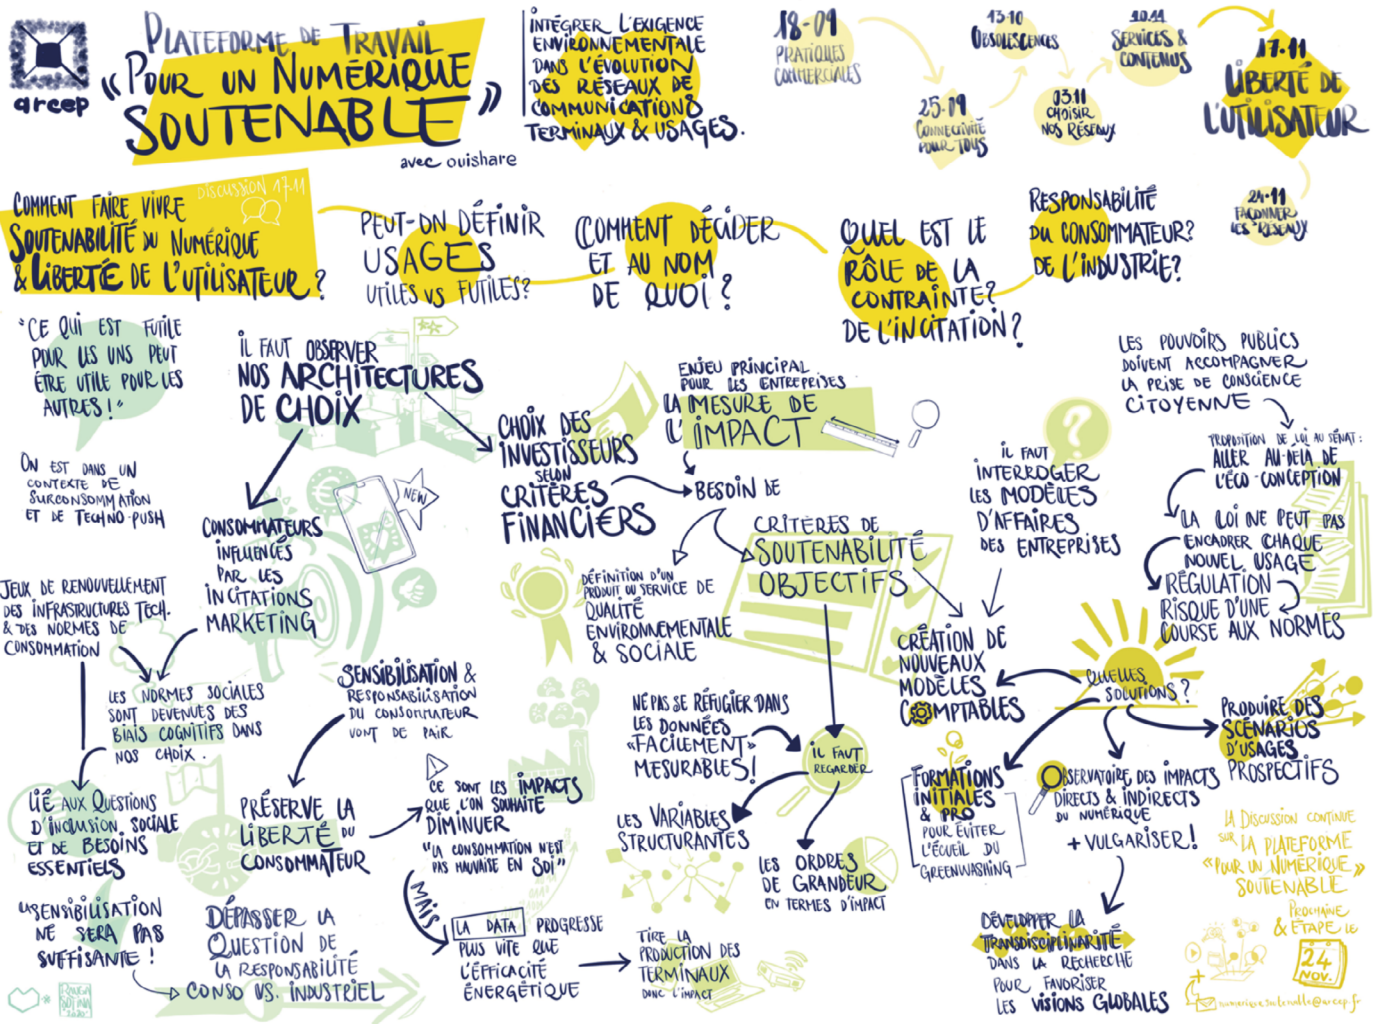 arcep
PLATEFORME DE TRAVAIL
« POUR UN NUMÉRIQUE
SOUTENABLE »
avec ouishare
INTÉGRER L'EXIGENCE
ENVIRONNEMENTALE
DANS L'ÉVOLUTION
DES RÉSEAUX DE
COMMUNICATIONS
TERMINAUX & USAGES.
18-09
PRATIQUES
COMMERCIALES
25-09
CONNECTIVITÉ
POUR TOUS
13-10
OBSOLESCENCES
03.11
CHOISIR
NOS RÉSEAUX
10.11
SERVICES &
CONTENUS
17.11
LIBERTÉ DE
L'UTILISATEUR
24.11
FAÇONNER
LES RÉSEAUX
DISCUSSION 17.11
COMMENT FAIRE VIVRE
SOUTENABILITÉ DU NUMÉRIQUE
& LIBERTÉ DE L'UTILISATEUR ?
PEUT-ON DÉFINIR
USAGES
UTILES VS FUTILES?
COMMENT DÉCIDER
ET AU NOM
DE QUOI ?
QUEL EST LE
RÔLE DE LA
CONTRAINTE?
DE L'INCITATION?
RESPONSABILITÉ
DU CONSOMMATEUR?
DE L'INDUSTRIE?
"CE QUI EST FUTILE
POUR LES UNS PEUT
ÊTRE UTILE POUR LES
AUTRES !"
ON EST DANS UN
CONTEXTE DE
SURCONSOMMATION
ET DE TECHNO-PUSH
JEUX DE RENOUVELLEMENT
DES INFRASTRUCTURES TECH.
& DES NORMES DE
CONSOMMATION
IL FAUT OBSERVER
NOS ARCHITECTURES
DE CHOIX
CONSOMMATEURS
INFLUENCÉS
PAR LES
INCITATIONS
MARKETING
NEW
LES NORMES SOCIALES
SONT DEVENUES DES
BIAIS COGNITIFS DANS
NOS CHOIX.
LIÉ AUX QUESTIONS
D'INCLUSION SOCIALE
ET DE BESOINS
ESSENTIELS
LA SENSIBILISATION
NE SERA PAS
SUFFISANTE !
DÉPASSER LA
QUESTION DE
LA RESPONSABILITÉ
CONSO VS. INDUSTRIEL
SENSIBILISATION &
RESPONSABILISATION
DU CONSOMMATEUR
VONT DE PAIR
PRÉSERVE LA
LIBERTÉ DU
CONSOMMATEUR
CE SONT LES IMPACTS
QUE L'ON SOUHAITE
DIMINUER
"LA CONSOMMATION N'EST
PAS MAUVAISE EN SOI"
MAIS
LA DATA PROGRESSE
PLUS VITE QUE
L'EFFICACITÉ
ÉNERGÉTIQUE
TIRE LA
PRODUCTION DES
TERMINAUX
DONC L'IMPACT
CHOIX DES
INVESTISSEURS
SELON
CRITÈRES
FINANCIERS
ENJEU PRINCIPAL
POUR LES ENTREPRISES
LA MESURE DE
L'IMPACT
BESOIN DE
DÉFINITION D'UN
PRODUIT OU SERVICE DE
QUALITÉ
ENVIRONNEMENTALE
& SOCIALE
CRITÈRES DE
SOUTENABILITÉ
OBJECTIFS
NE PAS SE RÉFUGIER DANS
LES DONNÉES
«FACILEMENT»
MESURABLES !
IL FAUT
REGARDER
LES VARIABLES
STRUCTURANTES
LES ORDRES
DE GRANDEUR
EN TERMES D'IMPACT
IL FAUT
INTERROGER
LES MODÈLES
D'AFFAIRES
DES ENTREPRISES
CRÉATION DE
NOUVEAUX
MODÈLES
COMPTABLES
LES POUVOIRS PUBLICS
DOIVENT ACCOMPAGNER
LA PRISE DE CONSCIENCE
CITOYENNE
PROPOSITION DE LOI AU SÉNAT:
ALLER AU-DELÀ DE
L'ÉCO-CONCEPTION
LA LOI NE PEUT PAS
ENCADRER CHAQUE
NOUVEL USAGE
RÉGULATION
RISQUE D'UNE
COURSE AUX NORMES
QUELLES
SOLUTIONS ?
FORMATIONS
INITIALES
& PRO
POUR ÉVITER
L'ÉCUEIL DU
GREENWASHING
OBSERVATOIRE DES IMPACTS
DIRECTS & INDIRECTS
DU NUMÉRIQUE
+ VULGARISER !
DÉVELOPPER LA
TRANSDISCIPLINARITÉ
DANS LA RECHERCHE
POUR FAVORISER
LES VISIONS GLOBALES
PRODUIRE DES
SCÉNARIOS
D'USAGES
PROSPECTIFS
LA DISCUSSION CONTINUE
SUR LA PLATEFORME
«POUR UN NUMÉRIQUE»
SOUTENABLE
PROCHAINE
& ÉTAPE LE
24
NOV.
numerique.soutenable@arcep.fr